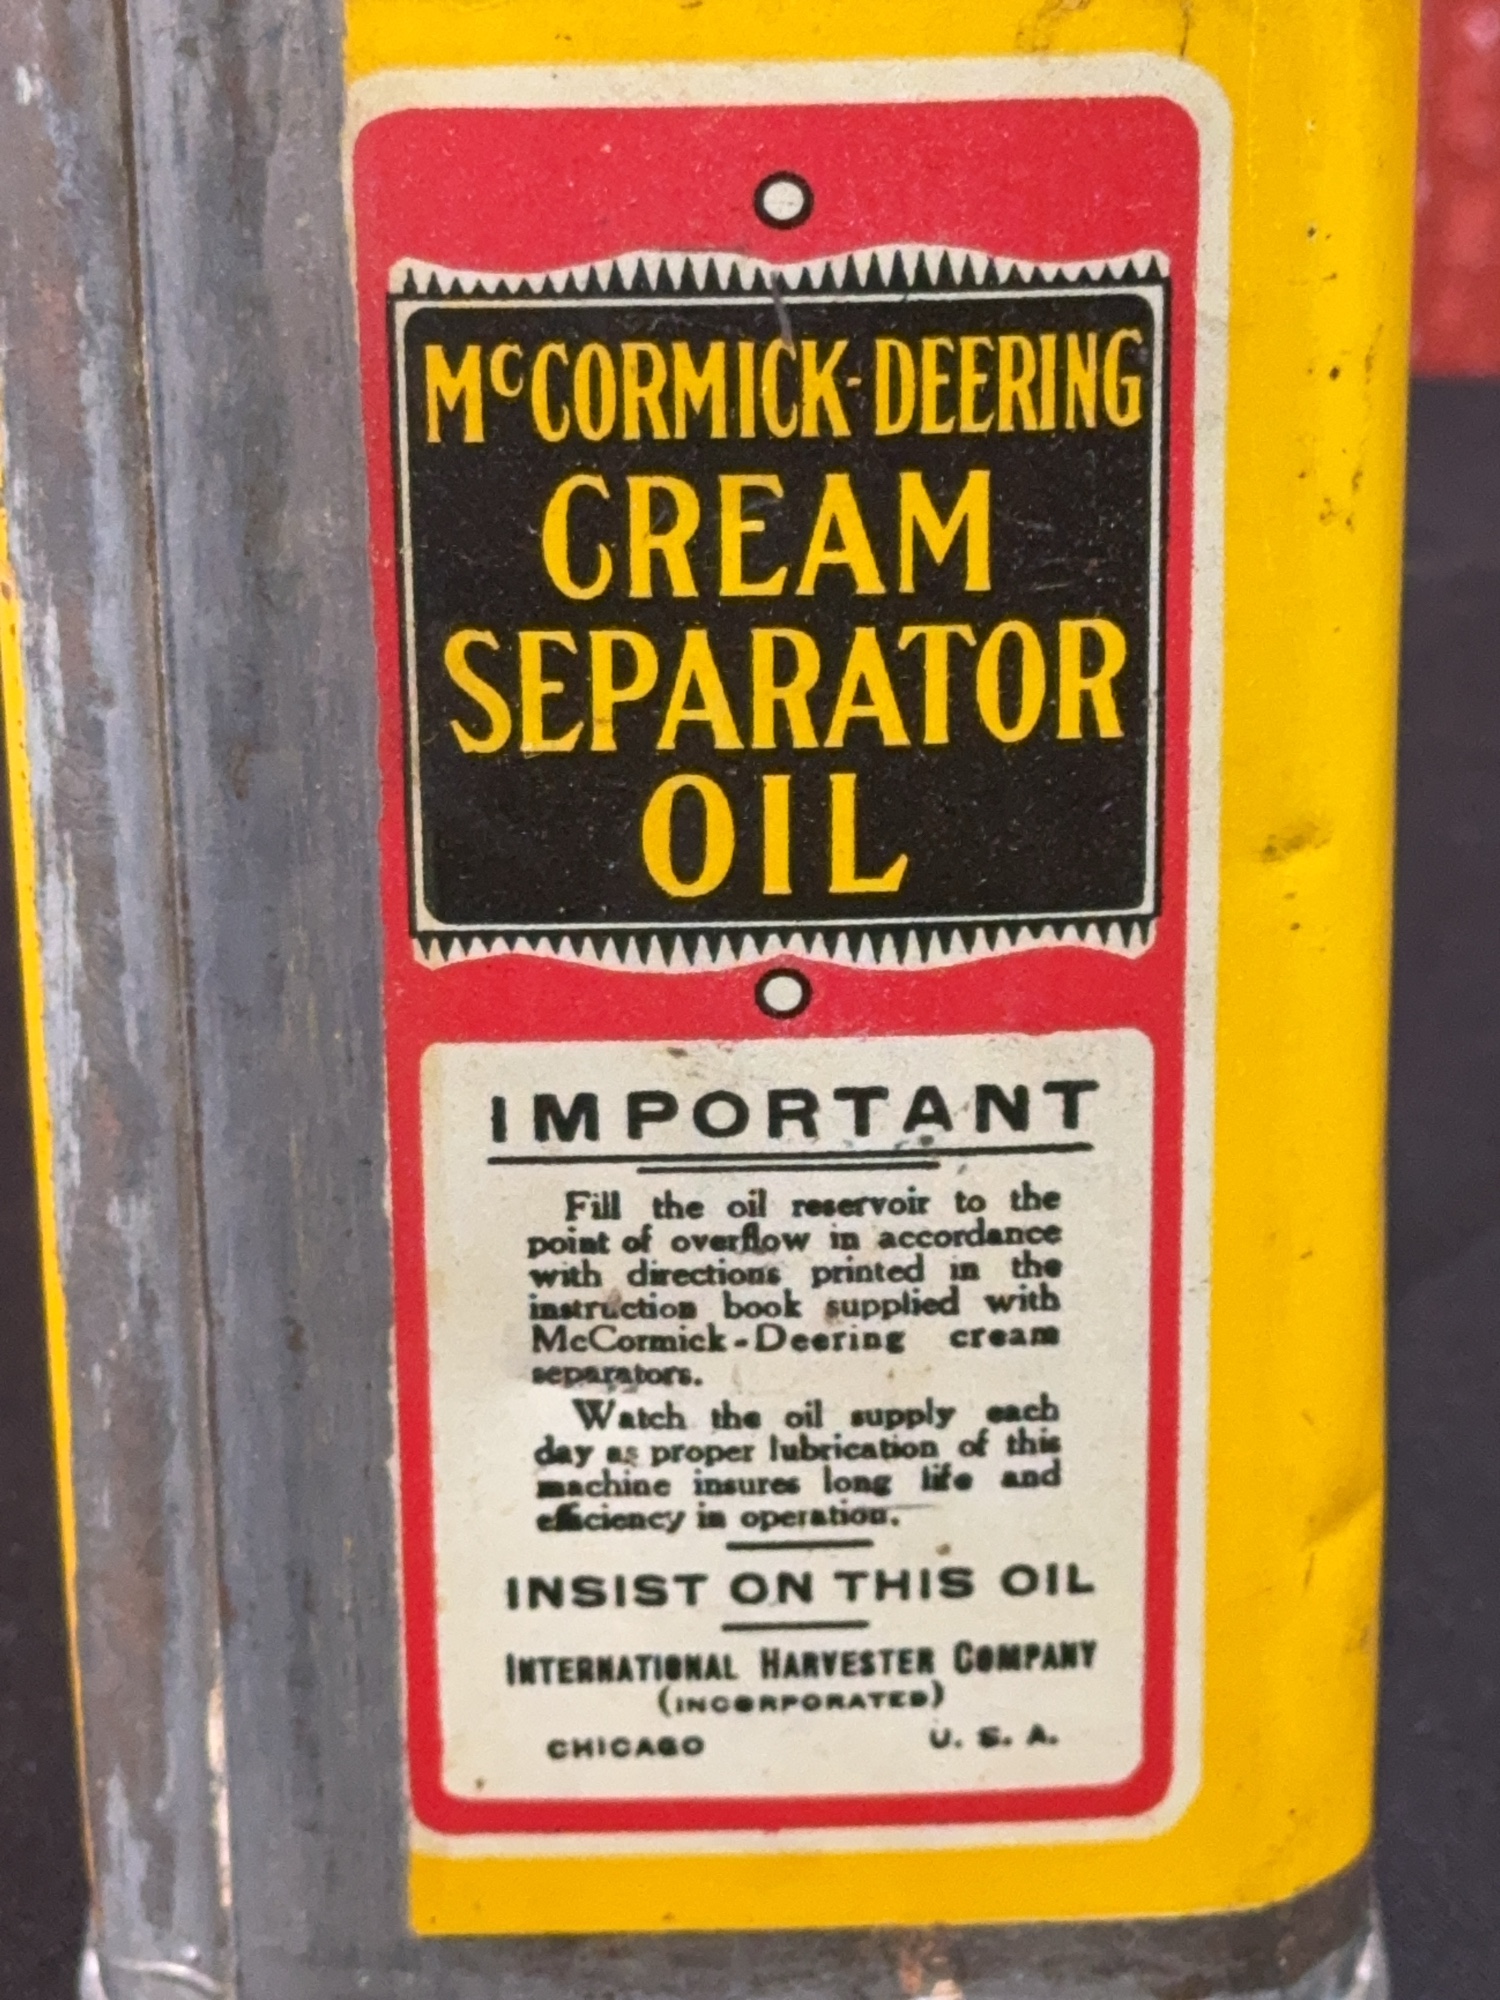 McCORMICK-DEERING
CREAM
SEPARATOR
OIL
IMPORTANT
Fill the oil reservoir to the
point of overflow in accordance
with directions printed in the
instruction book supplied with
McCormick-Deering cream
separators.
Watch the oil supply each
day as proper lubrication of this
machine insures long life and
efficiency in operation.
INSIST ON THIS OIL
INTERNATIONAL HARVESTER COMPANY
(INCORPORATED)
CHICAGO U. S. A.